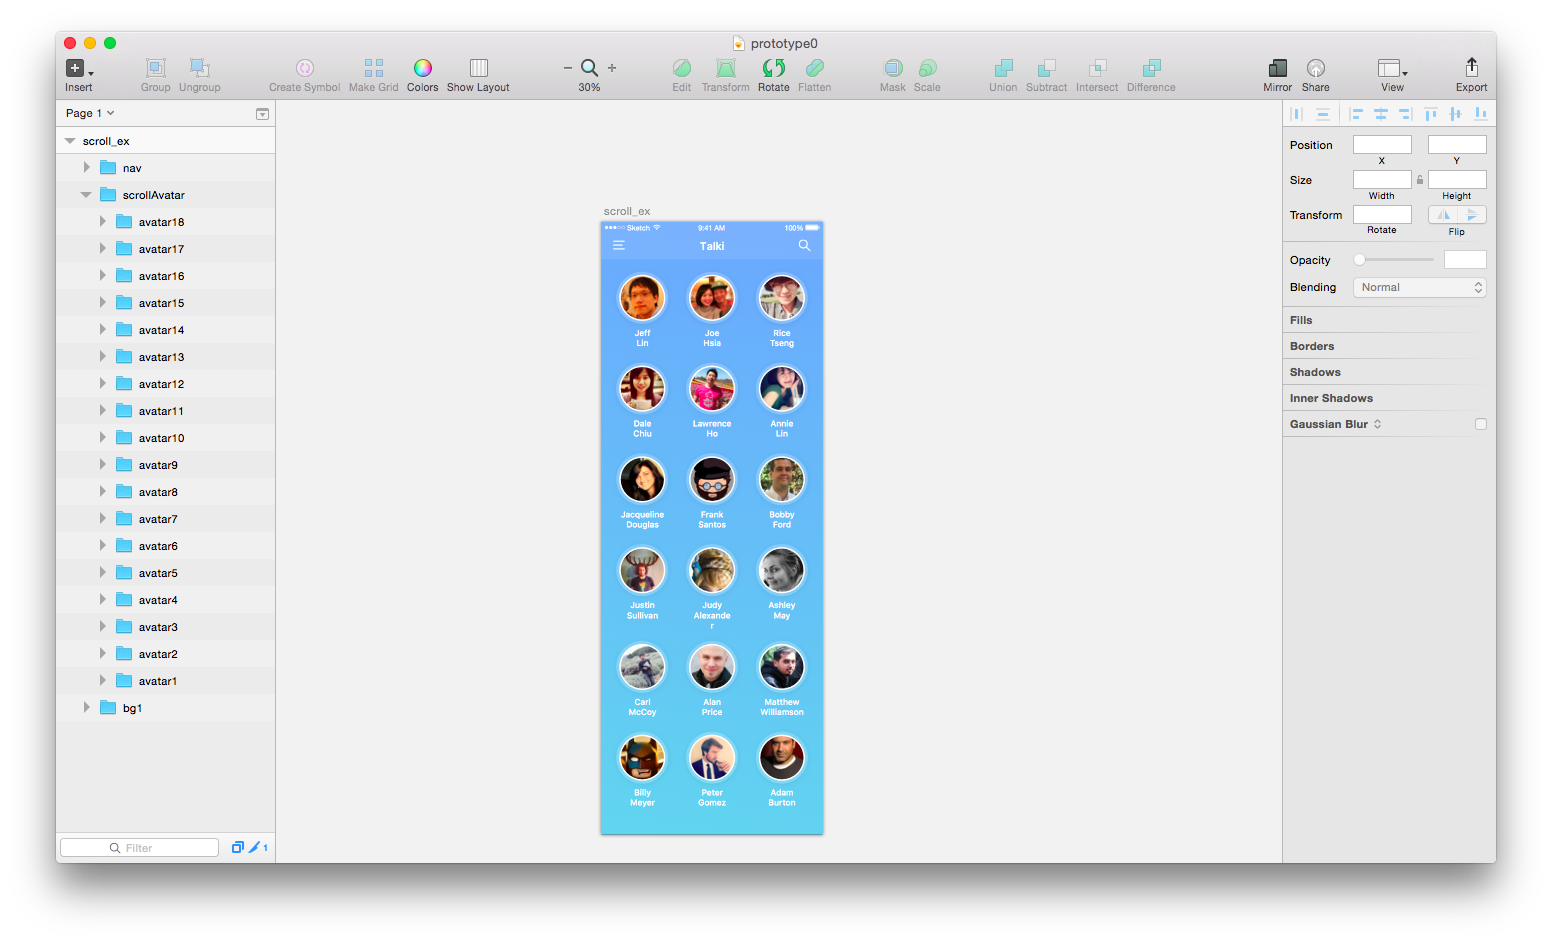 prototype0
Insert
Group
Ungroup
Create Symbol
Make Grid
Colors
Show Layout
30%
Edit
Transform
Rotate
Flatten
Mask
Scale
Union
Subtract
Intersect
Difference
Mirror
Share
View
Export
Page 1
scroll_ex
nav
scrollAvatar
avatar18
avatar17
avatar16
avatar15
avatar14
avatar13
avatar12
avatar11
avatar10
avatar9
avatar8
avatar7
avatar6
avatar5
avatar4
avatar3
avatar2
avatar1
bg1
Filter
1
scroll_ex
Sketch 9:41 AM 100%
Talki
Jeff
Lin
Joe
Hsia
Rice
Tseng
Dale
Chiu
Lawrence
Ho
Annie
Lin
Jacqueline
Douglas
Frank
Santos
Bobby
Ford
Justin
Sullivan
Judy
Alexande
r
Ashley
May
Carl
McCoy
Alan
Price
Matthew
Williamson
Billy
Meyer
Peter
Gomez
Adam
Burton
Position
X
Y
Size
Width
Height
Transform
Rotate
Flip
Opacity
Blending
Normal
Fills
Borders
Shadows
Inner Shadows
Gaussian Blur